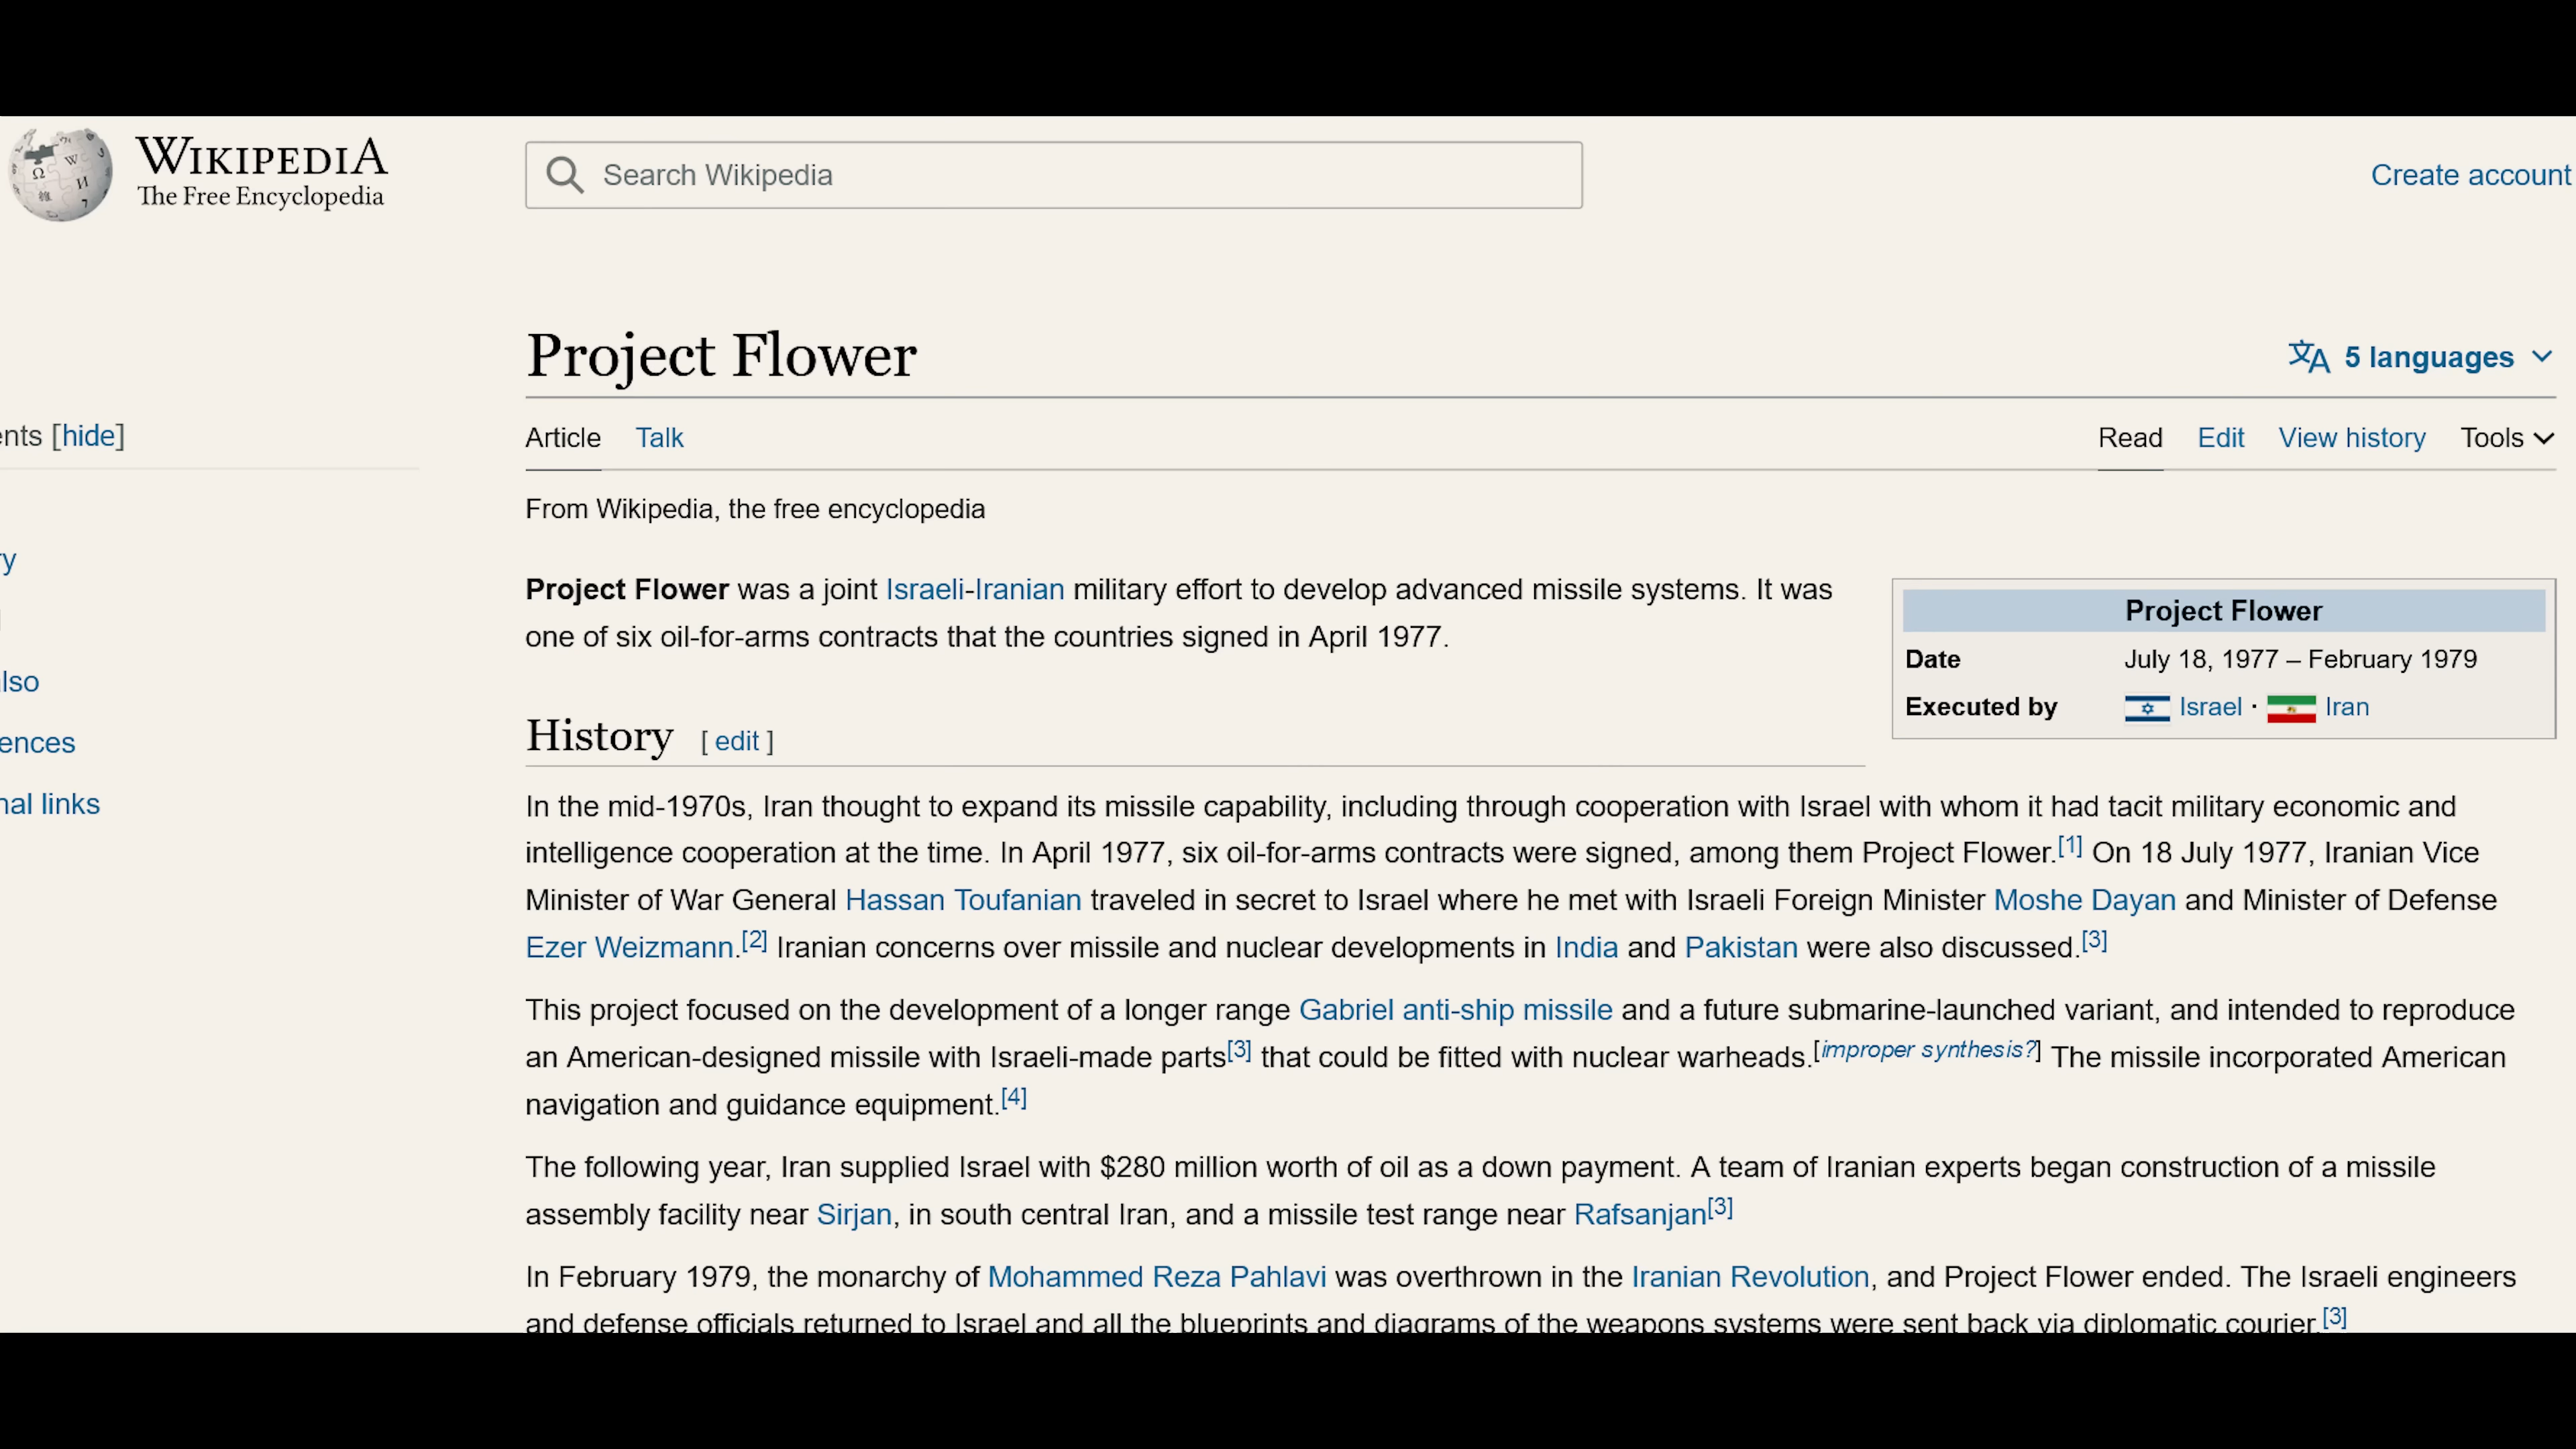 WIKIPEDIA
The Free Encyclopedia
Search Wikipedia
Create account
Project Flower
5 languages
ents [hide]
Article Talk
Read Edit View history Tools
From Wikipedia, the free encyclopedia
ry
Project Flower was a joint Israeli-Iranian military effort to develop advanced missile systems. It was
one of six oil-for-arms contracts that the countries signed in April 1977.
Project Flower
Date July 18, 1977 – February 1979
Executed by Israel · Iran
lso
ences
nal links
History [ edit ]
In the mid-1970s, Iran thought to expand its missile capability, including through cooperation with Israel with whom it had tacit military economic and
intelligence cooperation at the time. In April 1977, six oil-for-arms contracts were signed, among them Project Flower.[1] On 18 July 1977, Iranian Vice
Minister of War General Hassan Toufanian traveled in secret to Israel where he met with Israeli Foreign Minister Moshe Dayan and Minister of Defense
Ezer Weizmann.[2] Iranian concerns over missile and nuclear developments in India and Pakistan were also discussed.[3]
This project focused on the development of a longer range Gabriel anti-ship missile and a future submarine-launched variant, and intended to reproduce
an American-designed missile with Israeli-made parts[3] that could be fitted with nuclear warheads.[improper synthesis?] The missile incorporated American
navigation and guidance equipment.[4]
The following year, Iran supplied Israel with $280 million worth of oil as a down payment. A team of Iranian experts began construction of a missile
assembly facility near Sirjan, in south central Iran, and a missile test range near Rafsanjan[3]
In February 1979, the monarchy of Mohammed Reza Pahlavi was overthrown in the Iranian Revolution, and Project Flower ended. The Israeli engineers
and defense officials returned to Israel and all the blueprints and diagrams of the weapons systems were sent back via diplomatic courier.[3]